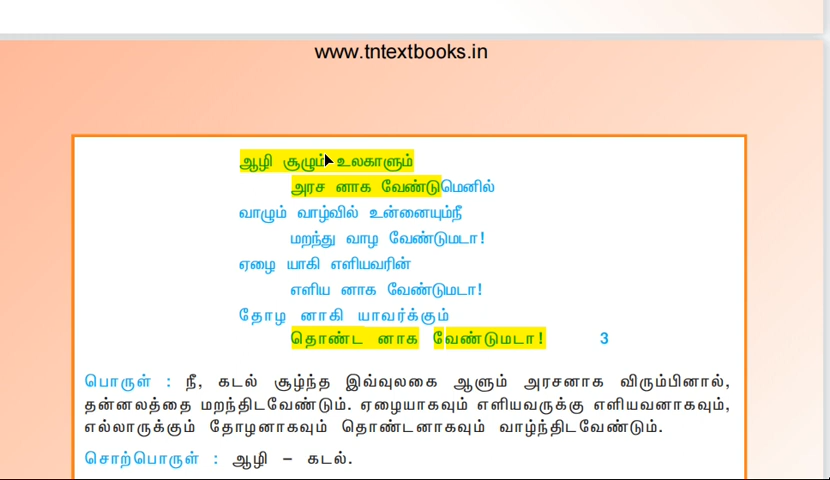 www.tntextbooks.in
ஆழி சூழும் உலகாளும்
அரச னாக வேண்டுமெனில்
வாழும் வாழ்வில் உன்னையும்நீ
மறந்து வாழ வேண்டுமடா!
ஏழை யாகி எளியவரின்
எளிய னாக வேண்டுமடா!
தோழ னாகி யாவர்க்கும்
தொண்ட னாக வேண்டுமடா! 3
பொருள் : நீ, கடல் சூழ்ந்த இவ்வுலகை ஆளும் அரசனாக விரும்பினால்,
தன்னலத்தை மறந்திடவேண்டும். ஏழையாகவும் எளியவருக்கு எளியவனாகவும்,
எல்லாருக்கும் தோழனாகவும் தொண்டனாகவும் வாழ்ந்திடவேண்டும்.
சொற்பொருள் : ஆழி – கடல்.